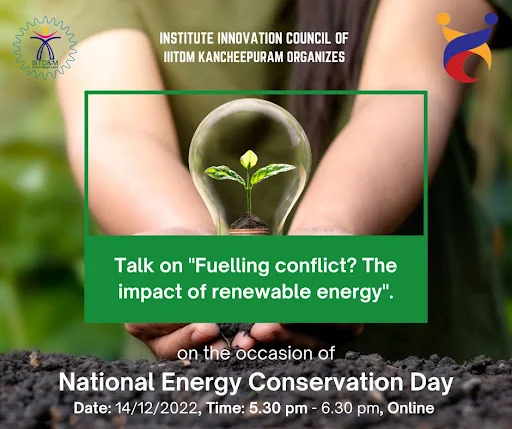 IIITDKM
INSTITUTE INNOVATION COUNCIL OF
IIITDM KANCHEEPURAM ORGANIZES
Talk on "Fuelling conflict? The
impact of renewable energy".
on the occasion of
National Energy Conservation Day
Date: 14/12/2022, Time: 5.30 pm - 6.30 pm, Online